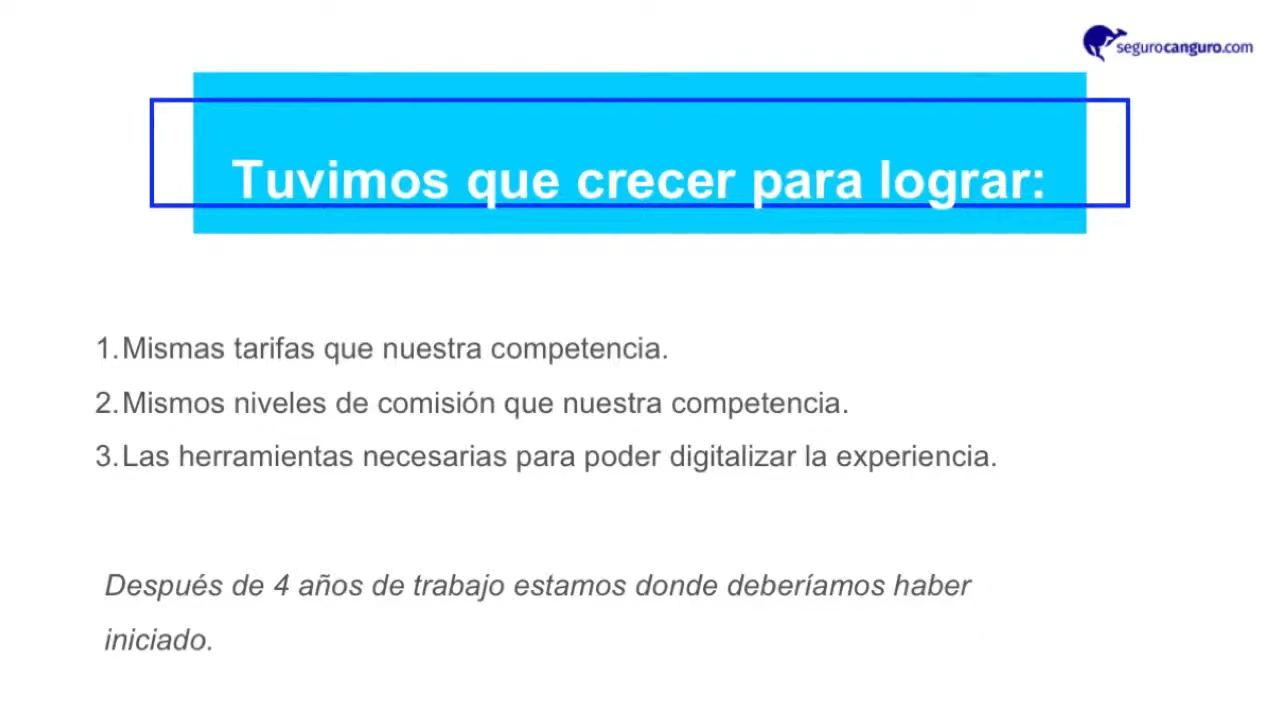 segurocanguro.com
Tuvimos que crecer para lograr:
1.Mismas tarifas que nuestra competencia.
2.Mismos niveles de comisión que nuestra competencia.
3.Las herramientas necesarias para poder digitalizar la experiencia.
Después de 4 años de trabajo estamos donde deberíamos haber
iniciado.